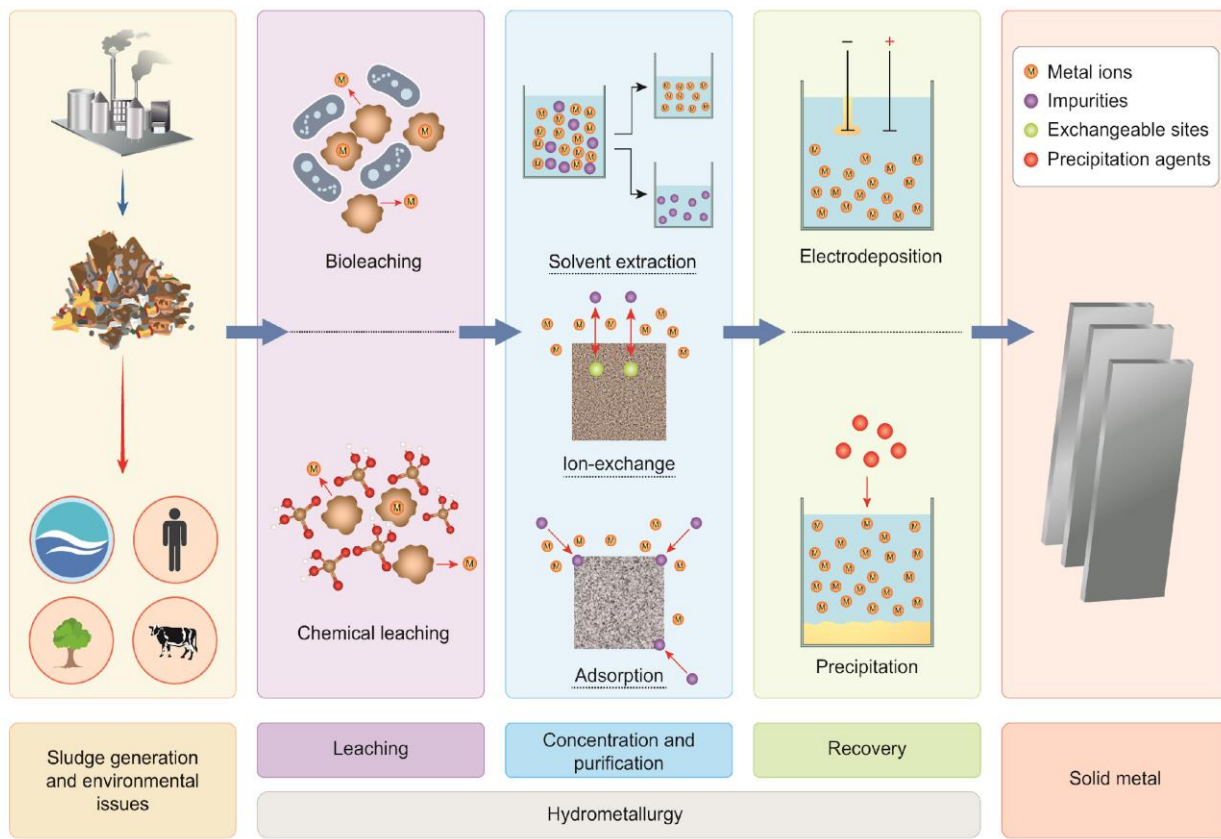 Metal ions
Impurities
Exchangeable sites
Precipitation agents
Bioleaching
Chemical leaching
Solvent extraction
Ion-exchange
Adsorption
− +
Electrodeposition
Precipitation
M
Sludge generation
and environmental
issues
Leaching
Concentration and
purification
Recovery
Solid metal
Hydrometallurgy